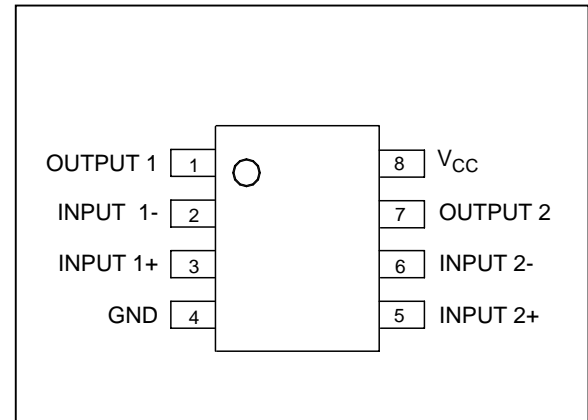 OUTPUT 1 1 8 VCC
INPUT 1- 2 7 OUTPUT 2
INPUT 1+ 3 6 INPUT 2-
GND 4 5 INPUT 2+